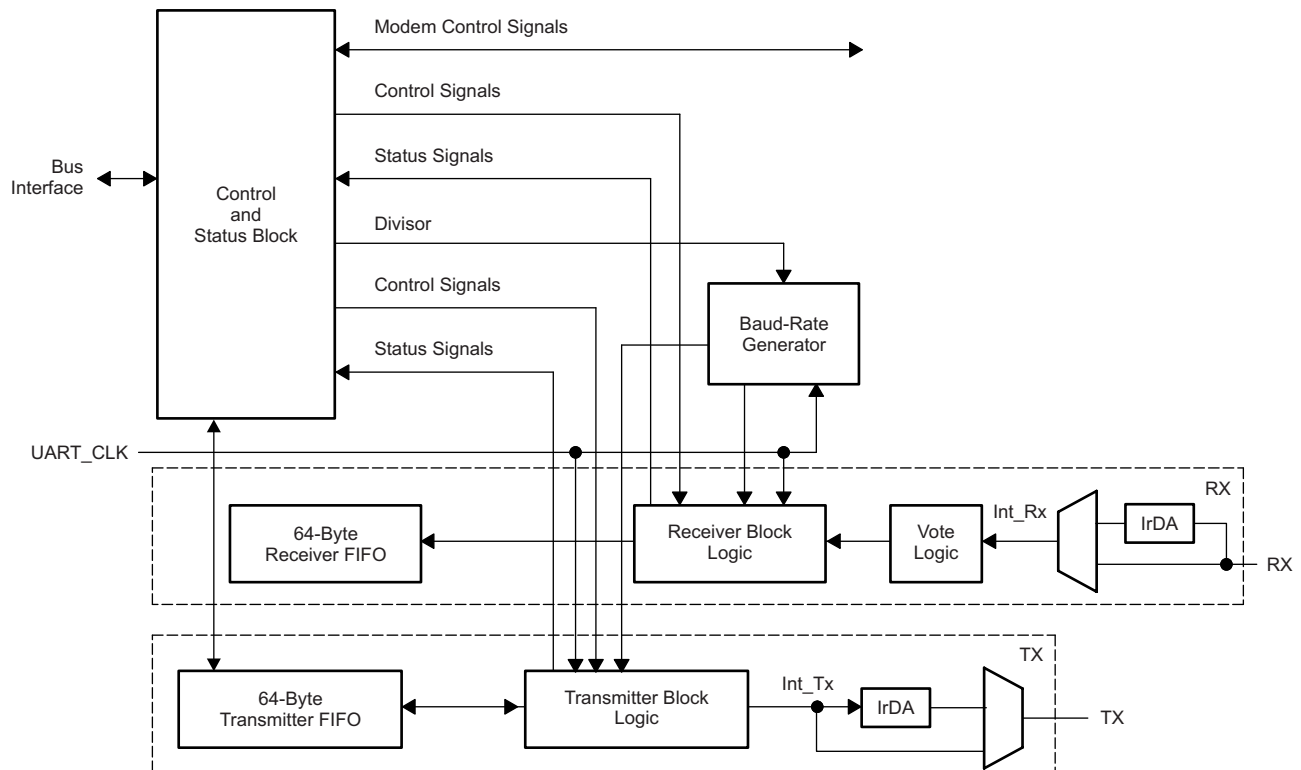 Modem Control Signals
Control Signals
Status Signals
Bus
Interface
Control
and
Status Block
Divisor
Control Signals
Baud-Rate
Generator
Status Signals
UART_CLK
RX
64-Byte
Receiver FIFO
Receiver Block
Logic
Vote
Logic
Int_Rx
IrDA
RX
TX
64-Byte
Transmitter FIFO
Transmitter Block
Logic
Int_Tx
IrDA
TX